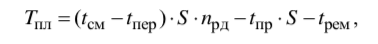 Tпл = (tсм – tпер) · S · nрд – tпр · S – tрем ,